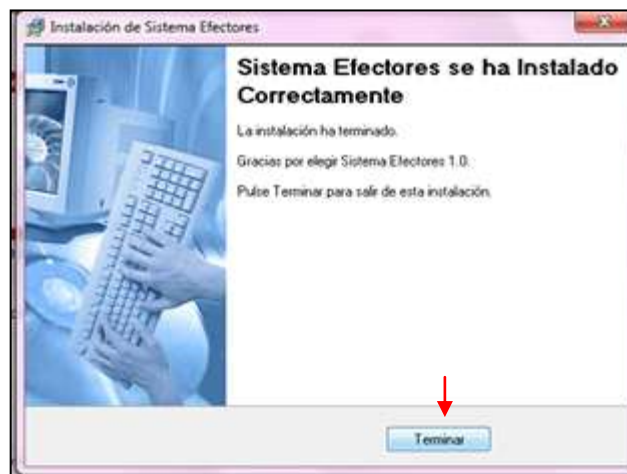 Instalación de Sistema Efectores
Sistema Efectores se ha Instalado
Correctamente
La instalación ha terminado.
Gracias por elegir Sistema Efectores 1.0.
Pulse Terminar para salir de esta instalación.
Terminar